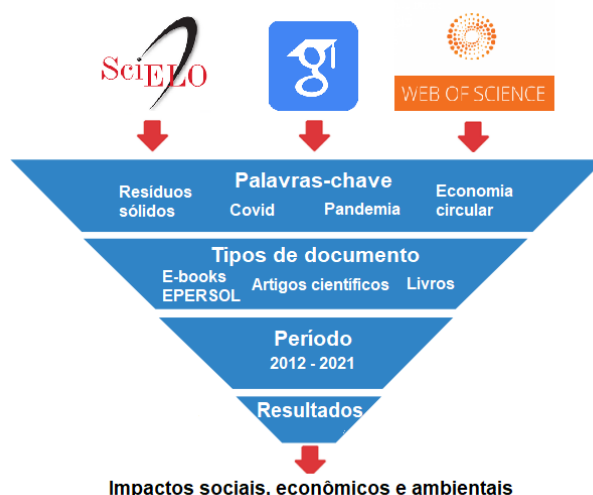 SciELO
g
WEB OF SCIENCE
Palavras-chave
Resíduos
sólidos
Covid
Pandemia
Economia
circular
Tipos de documento
E-books
EPERSOL
Artigos científicos
Livros
Período
2012 - 2021
Resultados
Impactos sociais, econômicos e ambientais